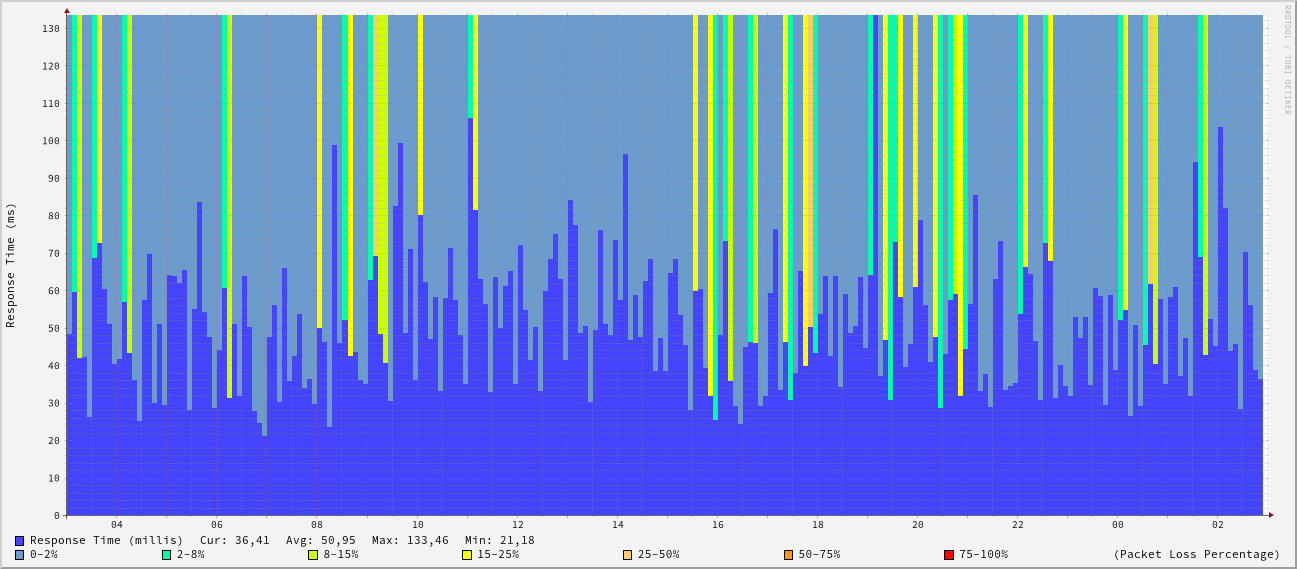 RRDTOOL / TOBI OETIKER
Response Time (ms)
130
120
110
100
90
80
70
60
50
40
30
20
10
0
04 06 08 10 12 14 16 18 20 22 00 02
Response Time (millis) Cur: 36,41 Avg: 50,95 Max: 133,46 Min: 21,18
0-2% 2-8% 8-15% 15-25% 25-50% 50-75% 75-100% (Packet Loss Percentage)